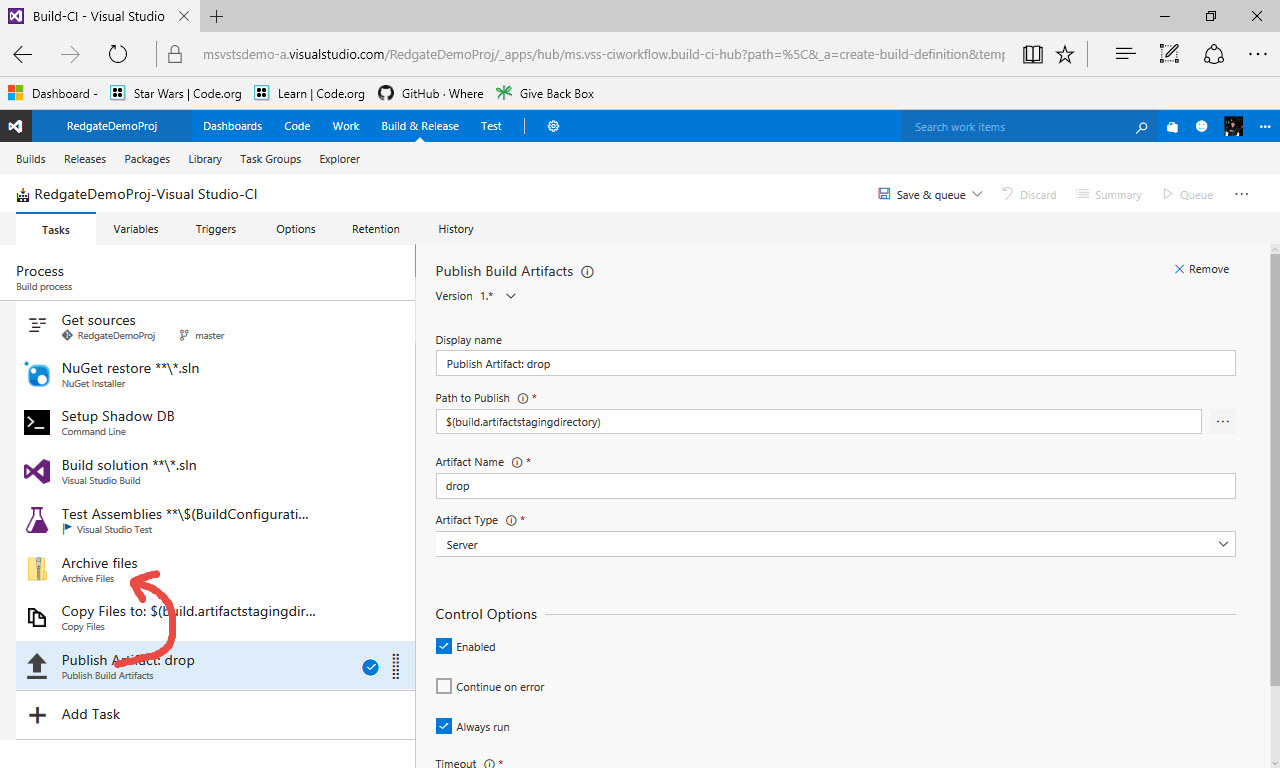 Build-CI - Visual Studio
msvstsdemo-a.visualstudio.com/RedgateDemoProj/_apps/hub/ms.vss-ciworkflow.build-ci-hub?path=%5C&_a=create-build-definition&temp
Dashboard - Star Wars | Code.org Learn | Code.org GitHub · Where Give Back Box
RedgateDemoProj Dashboards Code Work Build & Release Test Search work items
Builds Releases Packages Library Task Groups Explorer
RedgateDemoProj-Visual Studio-CI Save & queue Discard Summary Queue
Tasks Variables Triggers Options Retention History
Process
Build process
Get sources
RedgateDemoProj master
NuGet restore **\*.sln
NuGet Installer
Setup Shadow DB
Command Line
Build solution **\*.sln
Visual Studio Build
Test Assemblies **\$(BuildConfigurati...
Visual Studio Test
Archive files
Archive Files
Copy Files to: $(build.artifactstagingdir...
Copy Files
Publish Artifact: drop
Publish Build Artifacts
Add Task
Publish Build Artifacts Remove
Version 1.*
Display name
Publish Artifact: drop
Path to Publish *
$(build.artifactstagingdirectory)
Artifact Name *
drop
Artifact Type *
Server
Control Options
Enabled
Continue on error
Always run
Timeout *